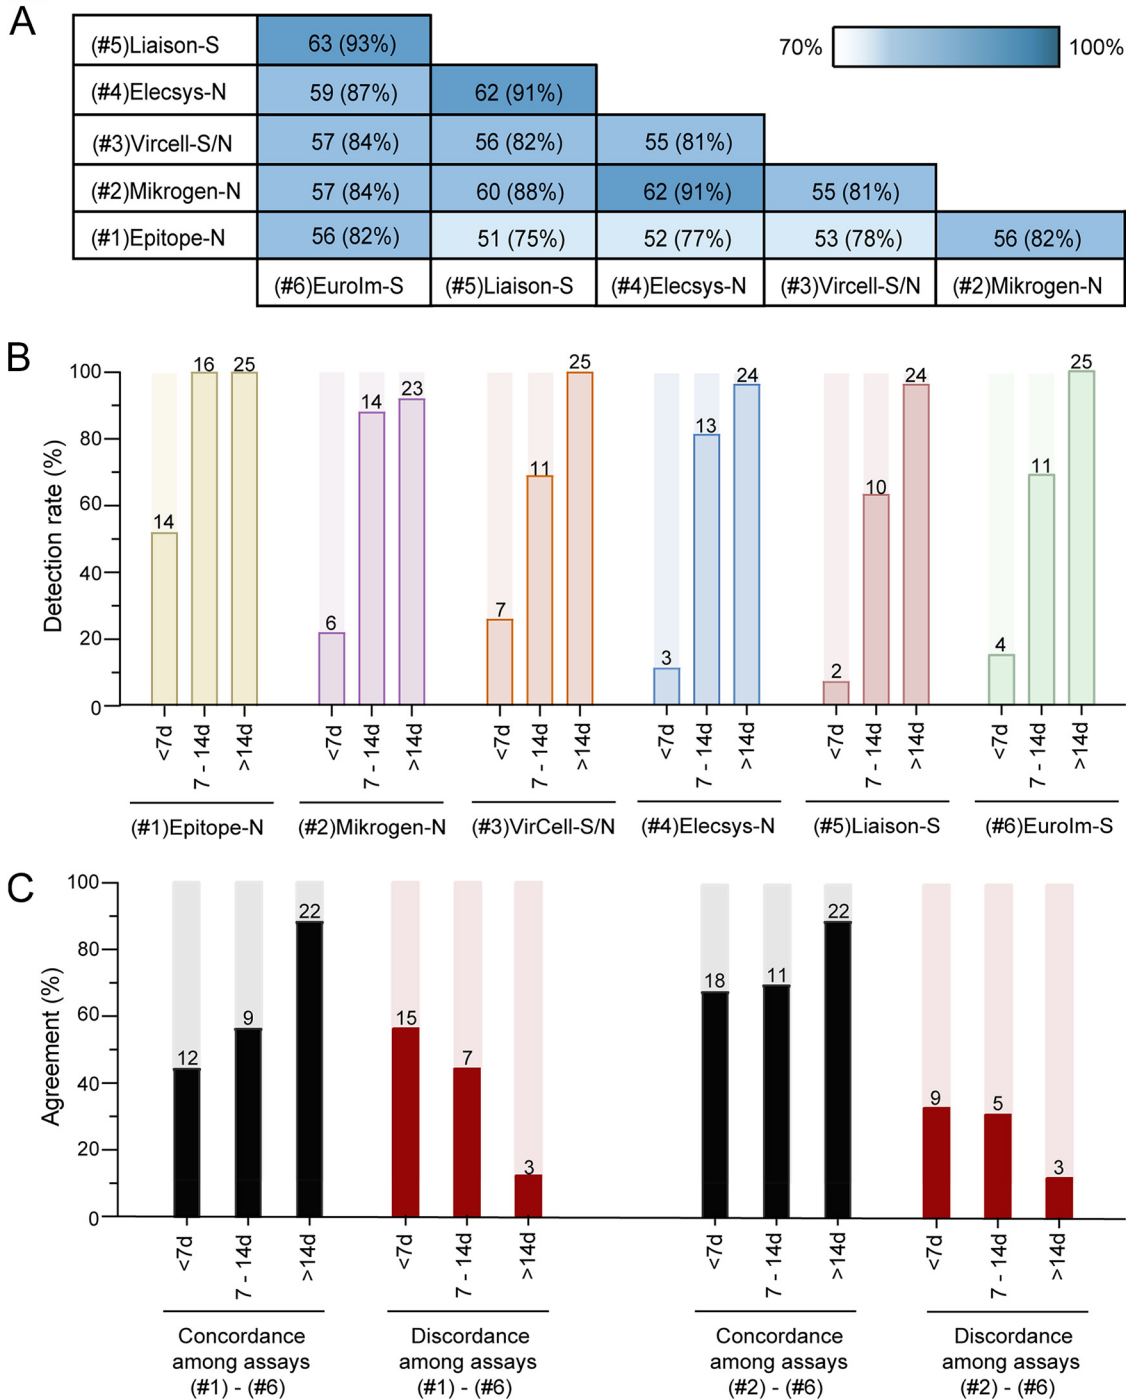 A
(#5)Liaison-S 63 (93%) 70% 100%
(#4)Elecsys-N 59 (87%) 62 (91%)
(#3)Vircell-S/N 57 (84%) 56 (82%) 55 (81%)
(#2)Mikrogen-N 57 (84%) 60 (88%) 62 (91%) 55 (81%)
(#1)Epitope-N 56 (82%) 51 (75%) 52 (77%) 53 (78%) 56 (82%)
(#6)EuroIm-S (#5)Liaison-S (#4)Elecsys-N (#3)Vircell-S/N (#2)Mikrogen-N
B
Detection rate (%)
100
80
60
40
20
0
14 16 25
6 14 23
7 11 25
3 13 24
2 10 24
4 11 25
<7d 7 - 14d >14d <7d 7 - 14d >14d <7d 7 - 14d >14d <7d 7 - 14d >14d <7d 7 - 14d >14d <7d 7 - 14d >14d
(#1)Epitope-N (#2)Mikrogen-N (#3)VirCell-S/N (#4)Elecsys-N (#5)Liaison-S (#6)EuroIm-S
C
Agreement (%)
100
80
60
40
20
0
12 9 22
15 7 3
18 11 22
9 5 3
<7d 7 - 14d >14d <7d 7 - 14d >14d <7d 7 - 14d >14d <7d 7 - 14d >14d
Concordance Discordance Concordance Discordance
among assays among assays among assays among assays
(#1) - (#6) (#1) - (#6) (#2) - (#6) (#2) - (#6)